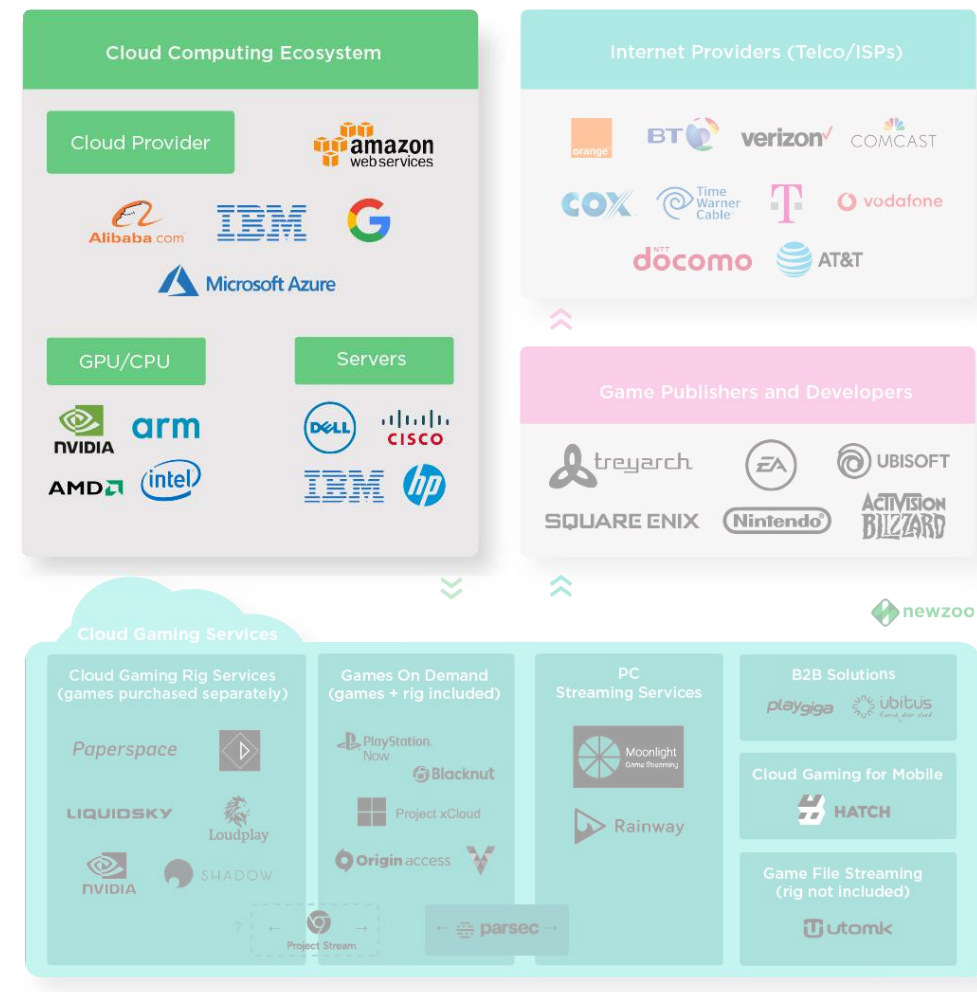 Cloud Computing Ecosystem
Cloud Provider
amazon
webservices
Alibaba.com
IBM
G
Microsoft Azure
GPU/CPU
Servers
NVIDIA
arm
AMD
intel
DELL
CISCO
IBM
hp
Internet Providers (Telco/ISPs)
orange
BT
verizon
COMCAST
COX
Time
Warner
Cable
T
vodafone
NTT
docomo
AT&T
Game Publishers and Developers
treyarch
EA
UBISOFT
SQUARE ENIX
Nintendo
ACTIVISION
BLIZZARD
newzoo
Cloud Gaming Services
Cloud Gaming Rig Services
(games purchased separately)
Paperspace
LIQUIDSKY
Loudplay
NVIDIA
SHADOW
Games On Demand
(games + rig included)
PlayStation
Now
Blacknut
Project xCloud
Origin access
?
Project Stream
parsec
PC
Streaming Services
Moonlight
Game Streaming
Rainway
B2B Solutions
playgiga
ubitus
Cloud Gaming for Mobile
HATCH
Game File Streaming
(rig not included)
utomk